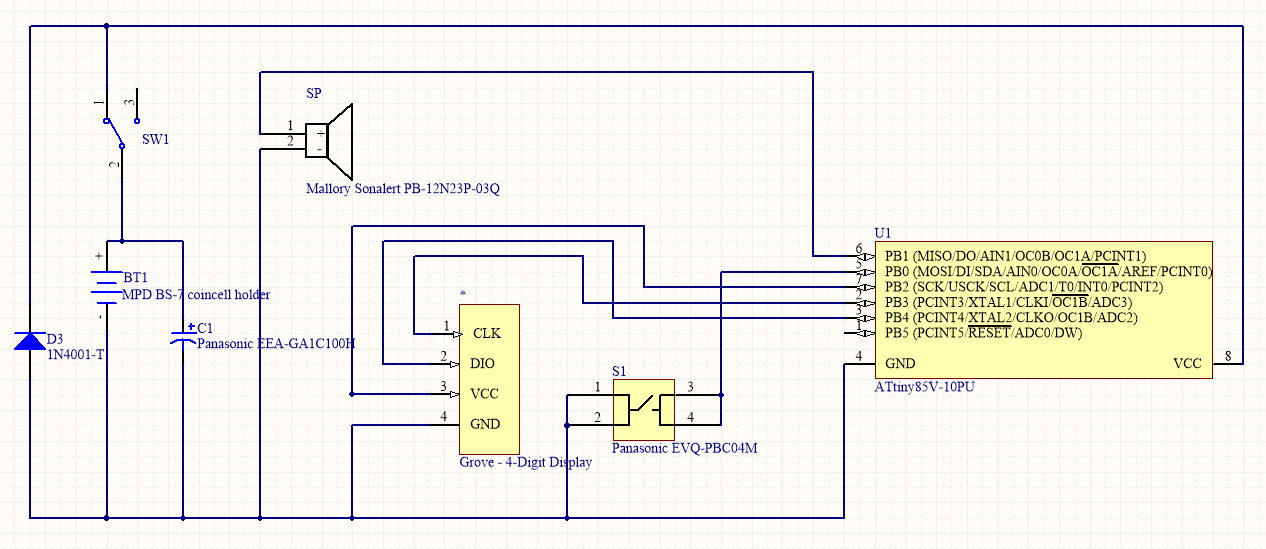 SP
1
3
SW1
2
1
+
2
-
Mallory Sonalert PB-12N23P-03Q
U1
6 PB1 (MISO/DO/AIN1/OC0B/OC1A/PCINT1)
5 PB0 (MOSI/DI/SDA/AIN0/OC0A/OC1A/AREF/PCINT0)
7 PB2 (SCK/USCK/SCL/ADC1/T0/INT0/PCINT2)
2 PB3 (PCINT3/XTAL1/CLKI/OC1B/ADC3)
3 PB4 (PCINT4/XTAL2/CLKO/OC1B/ADC2)
1 PB5 (PCINT5/RESET/ADC0/DW)
4 GND
VCC 8
ATtiny85V-10PU
+
BT1
MPD BS-7 coincell holder
-
+
C1
Panasonic EEA-GA1C100H
D3
1N4001-T
*
1 CLK
2 DIO
3 VCC
4 GND
Grove - 4-Digit Display
S1
1 3
2 4
Panasonic EVQ-PBC04M